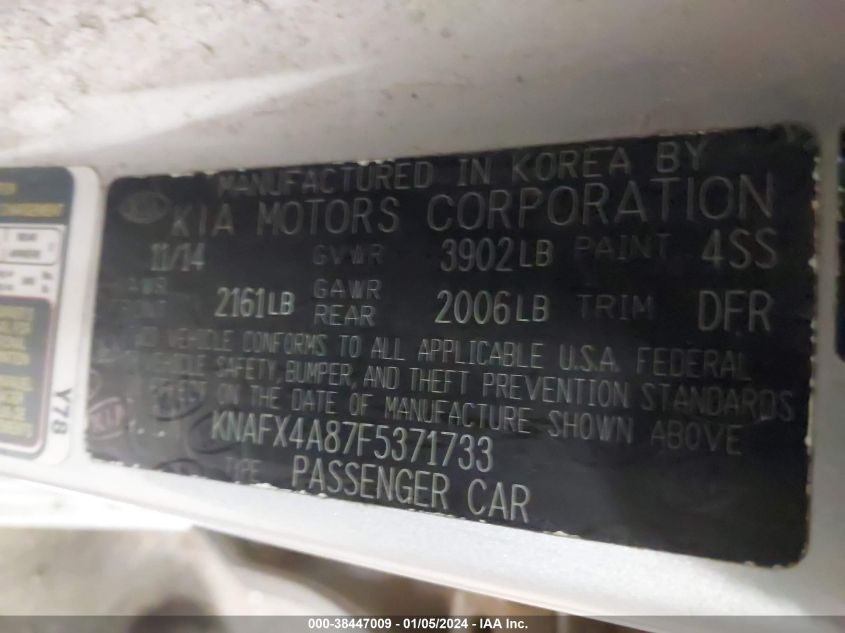 MANUFACTURED IN KOREA BY
KIA MOTORS CORPORATION
11/14 GVWR 3902LB PAINT 4SS
2161LB GAWR REAR 2006LB TRIM DFR
VEHICLE CONFORMS TO ALL APPLICABLE U.S.A. FEDERAL
SAFETY, BUMPER, AND THEFT PREVENTION STANDARDS
ON THE DATE OF MANUFACTURE SHOWN ABOVE
KNAFX4A87F5371733
TYPE PASSENGER CAR
Y78
000-38447009 - 01/05/2024 - IAA Inc.